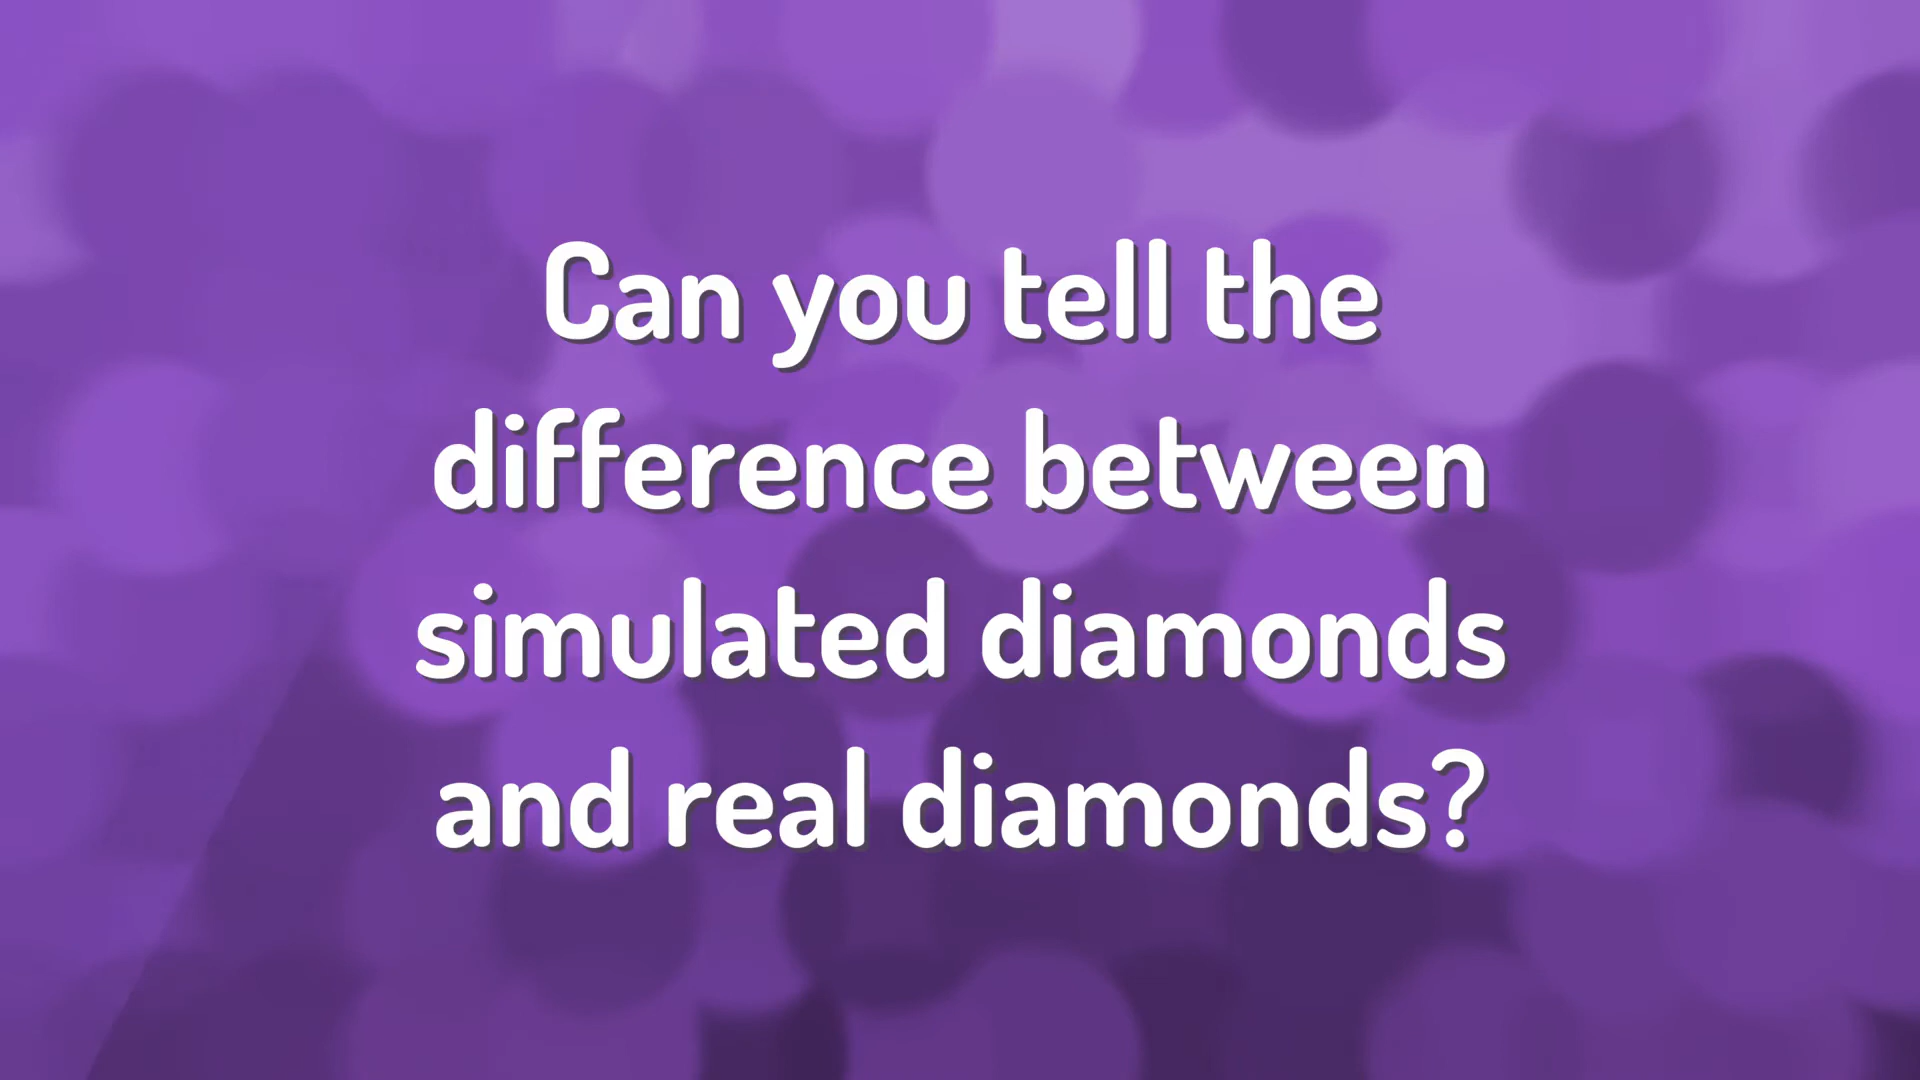 Can you tell the
difference between
simulated diamonds
and real diamonds?